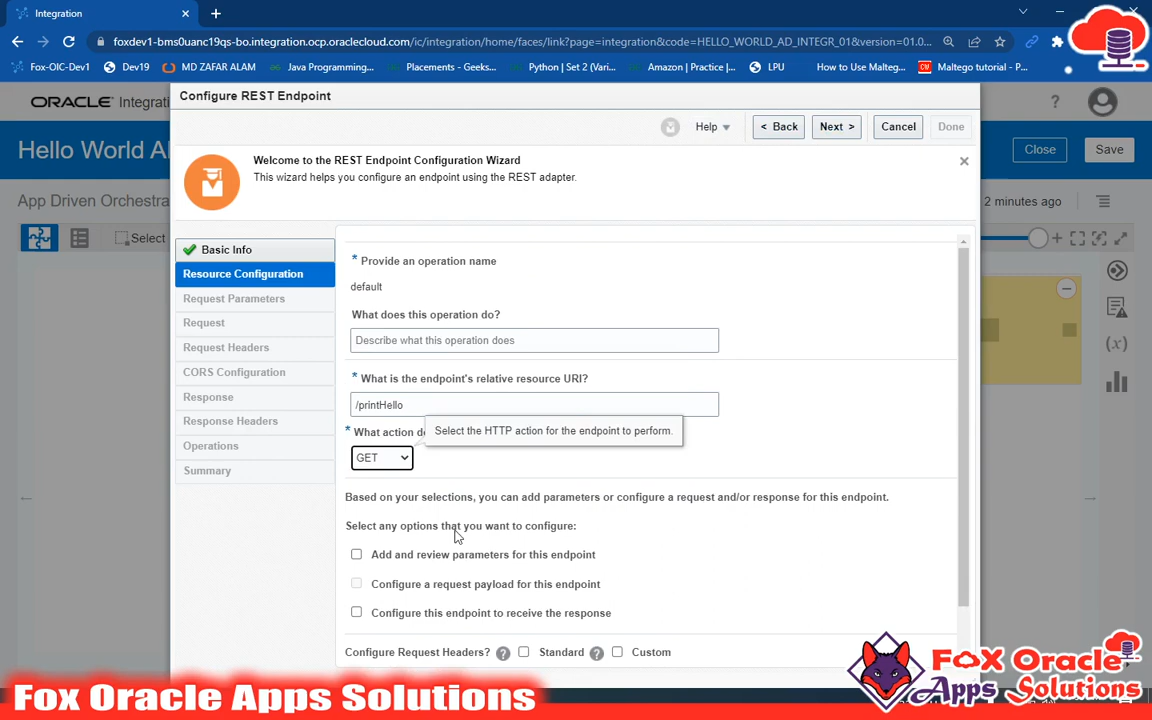 Integration
foxdev1-bms0uanc19qs-bo.integration.ocp.oraclecloud.com/ic/integration/home/faces/link?page=integration&code=HELLO_WORLD_AD_INTEGR_01&version=01.0...
Fox-OIC-Dev1
Dev19
MD ZAFAR ALAM
Java Programming...
Placements - Geeks...
Python | Set 2 (Vari...
Amazon | Practice |...
LPU
How to Use Malteg...
Maltego tutorial - P...
Configure REST Endpoint
ORACLE Integrati
Help
< Back
Next >
Cancel
Done
Hello World A
Welcome to the REST Endpoint Configuration Wizard
This wizard helps you configure an endpoint using the REST adapter.
Close
Save
App Driven Orchestra
2 minutes ago
Select
Basic Info
Resource Configuration
Request Parameters
Request
Request Headers
CORS Configuration
Response
Response Headers
Operations
Summary
* Provide an operation name
default
What does this operation do?
Describe what this operation does
* What is the endpoint's relative resource URI?
/printHello
* What action d
Select the HTTP action for the endpoint to perform.
GET
Based on your selections, you can add parameters or configure a request and/or response for this endpoint.
Select any options that you want to configure:
Add and review parameters for this endpoint
Configure a request payload for this endpoint
Configure this endpoint to receive the response
Configure Request Headers?
Standard
Custom
Fox Oracle Apps Solutions
FOX Oracle
Apps Solutions